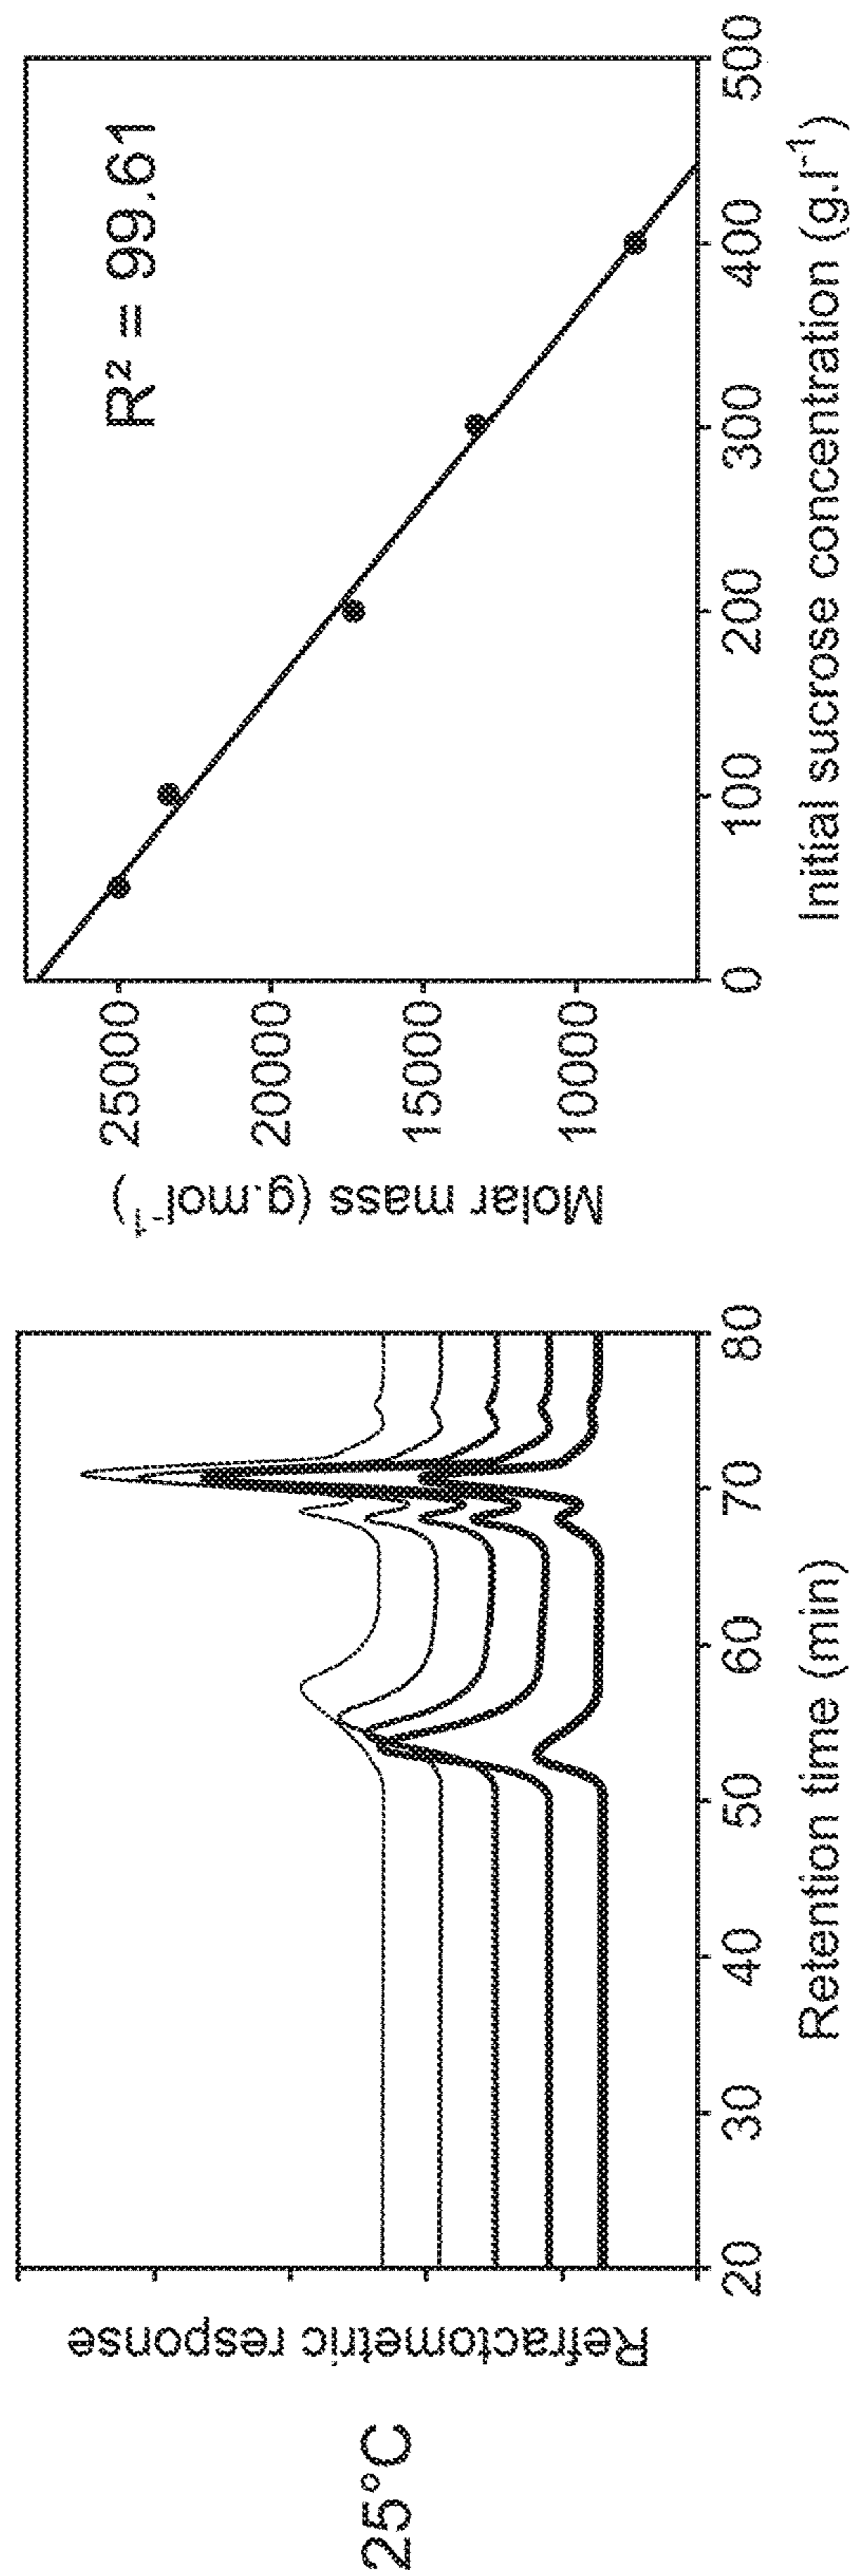 25°C
Refractometric response
20
30
40
50
60
70
80
Retention time (min)
Molar mass (g.mol⁻¹)
25000
20000
15000
10000
R² = 99.61
0
100
200
300
400
500
Initial sucrose concentration (g.l⁻¹)